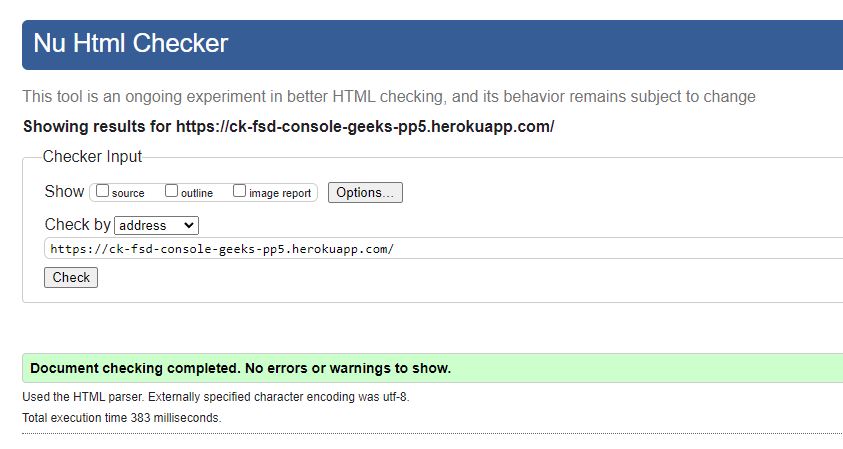 Nu Html Checker
This tool is an ongoing experiment in better HTML checking, and its behavior remains subject to change
Showing results for https://ck-fsd-console-geeks-pp5.herokuapp.com/
Checker Input
Show source outline image report Options...
Check by address
https://ck-fsd-console-geeks-pp5.herokuapp.com/
Check
Document checking completed. No errors or warnings to show.
Used the HTML parser. Externally specified character encoding was utf-8.
Total execution time 383 milliseconds.